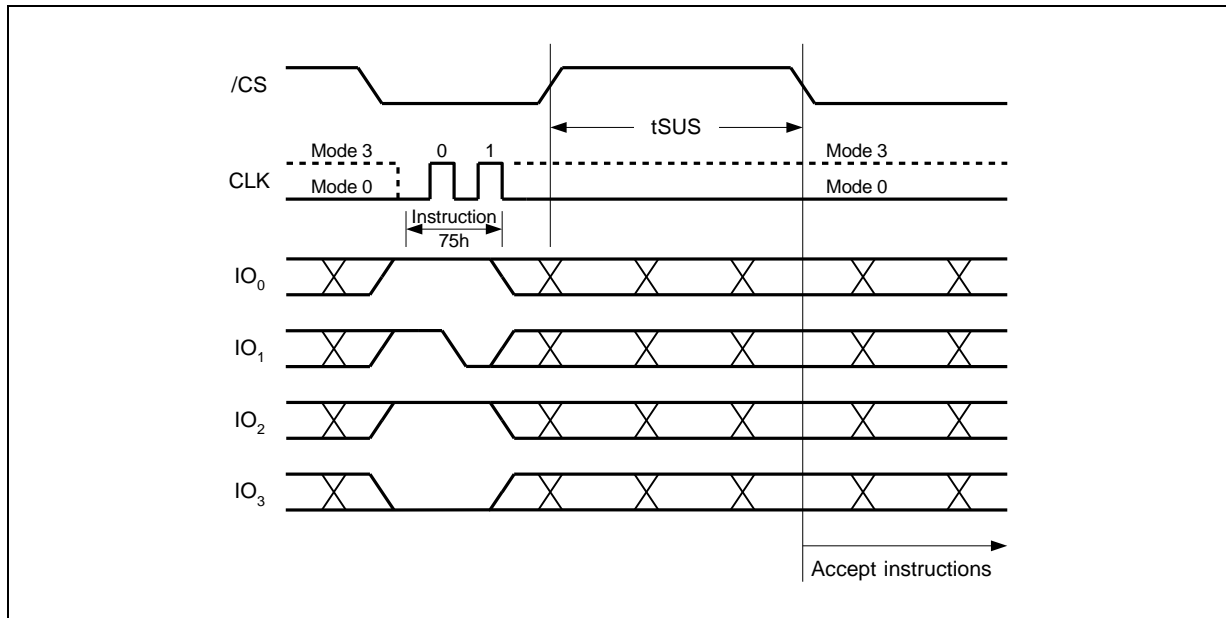 /CS
tSUS
Mode 3 0 1 Mode 3
CLK
Mode 0 Mode 0
Instruction
75h
IO0
IO1
IO2
IO3
Accept instructions